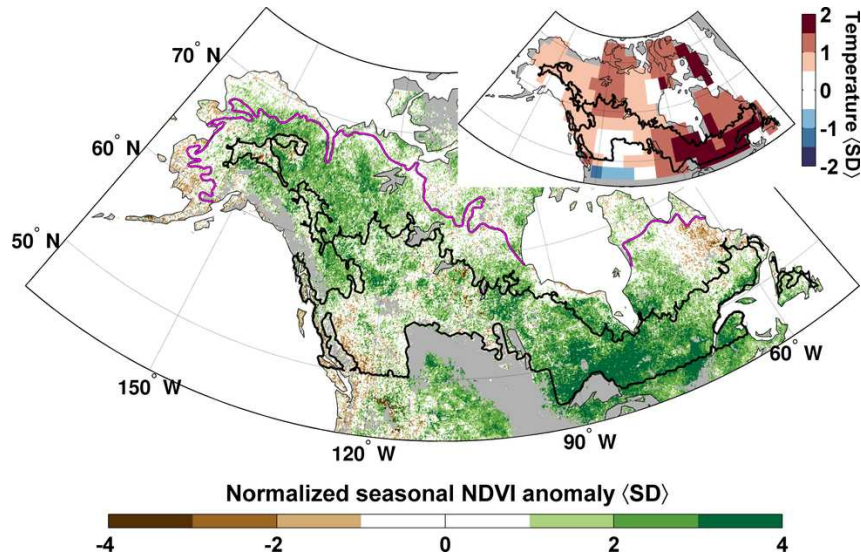 70° N
60° N
50° N
150° W
120° W
90° W
60° W
2
1
0
-1
-2
Temperature ⟨SD⟩
Normalized seasonal NDVI anomaly ⟨SD⟩
-4 -2 0 2 4